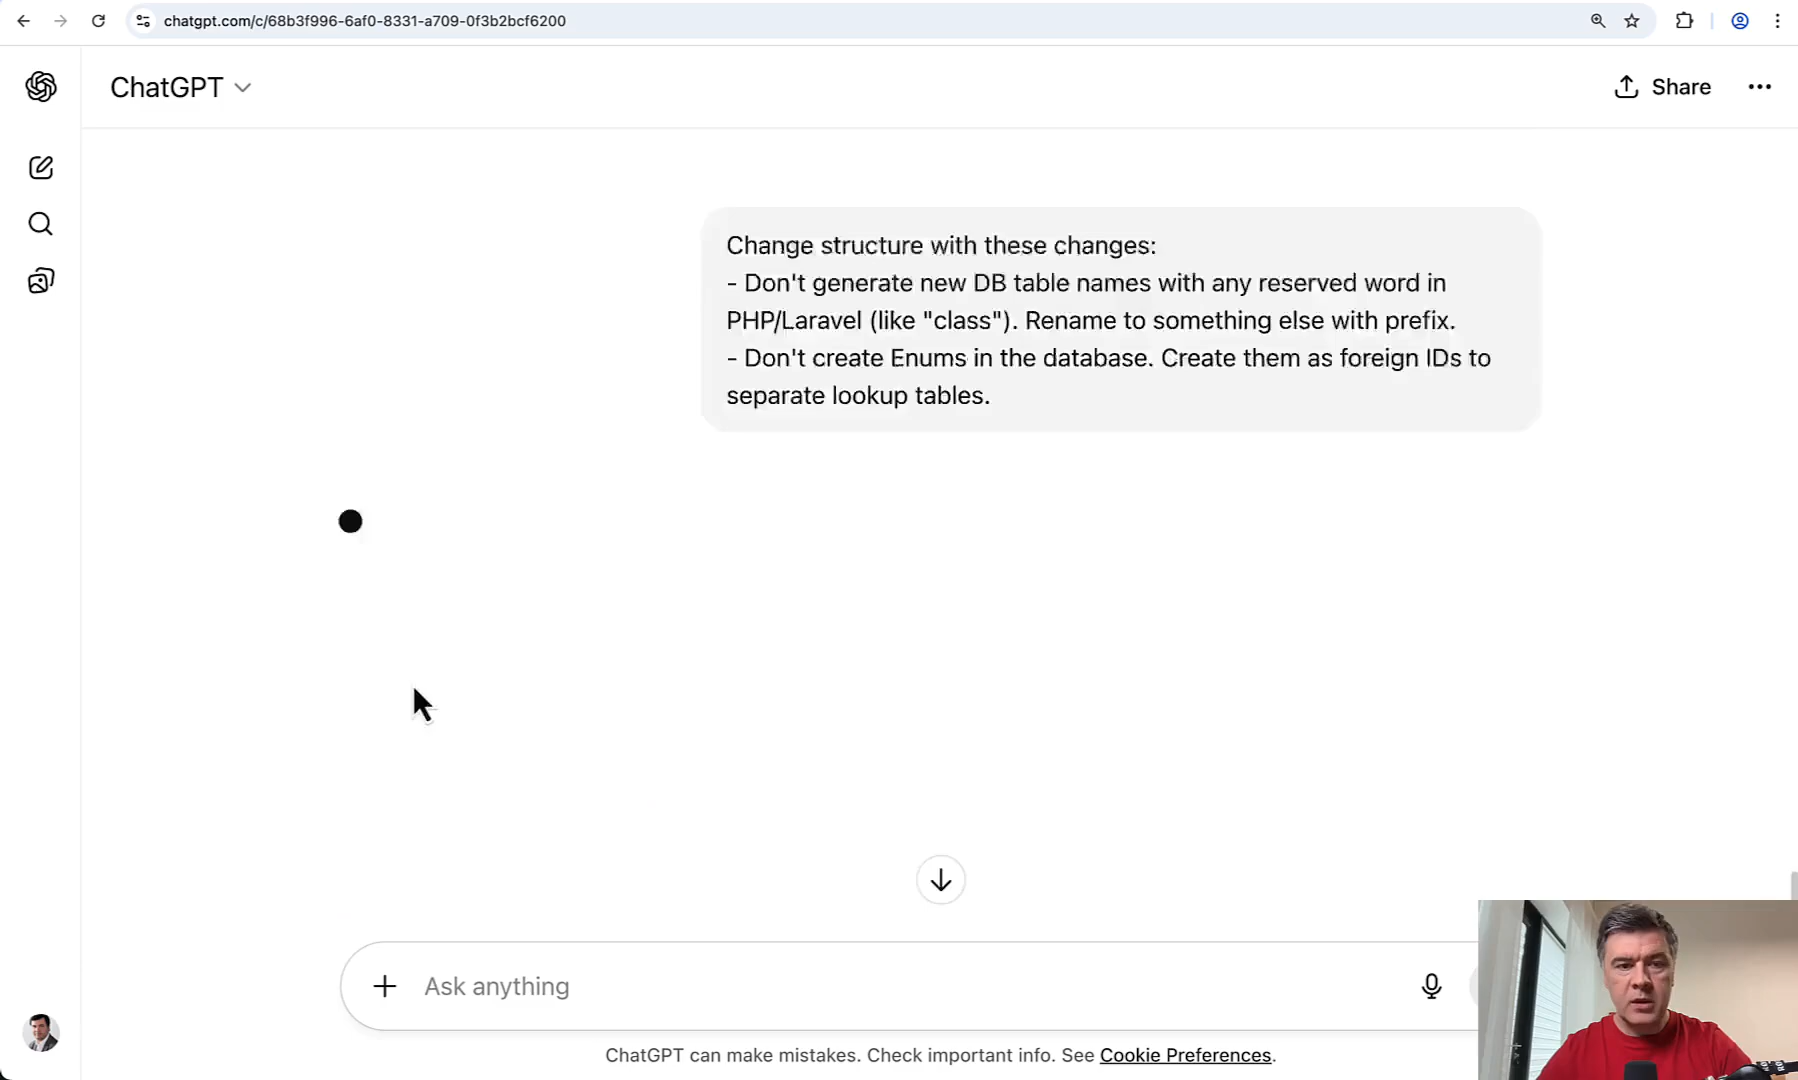 chatgpt.com/c/68b3f996-6af0-8331-a709-0f3b2bcf6200
ChatGPT
Share
Change structure with these changes:
- Don't generate new DB table names with any reserved word in
PHP/Laravel (like "class"). Rename to something else with prefix.
- Don't create Enums in the database. Create them as foreign IDs to
separate lookup tables.
Ask anything
ChatGPT can make mistakes. Check important info. See Cookie Preferences.